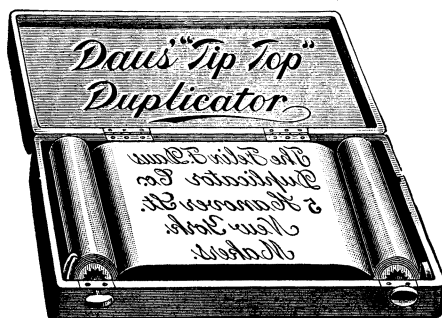 Daus' "Tip Top"
Duplicator
The Felix F. Daus
Duplicator Co.
5 Hanover St.
New York.
Makers.